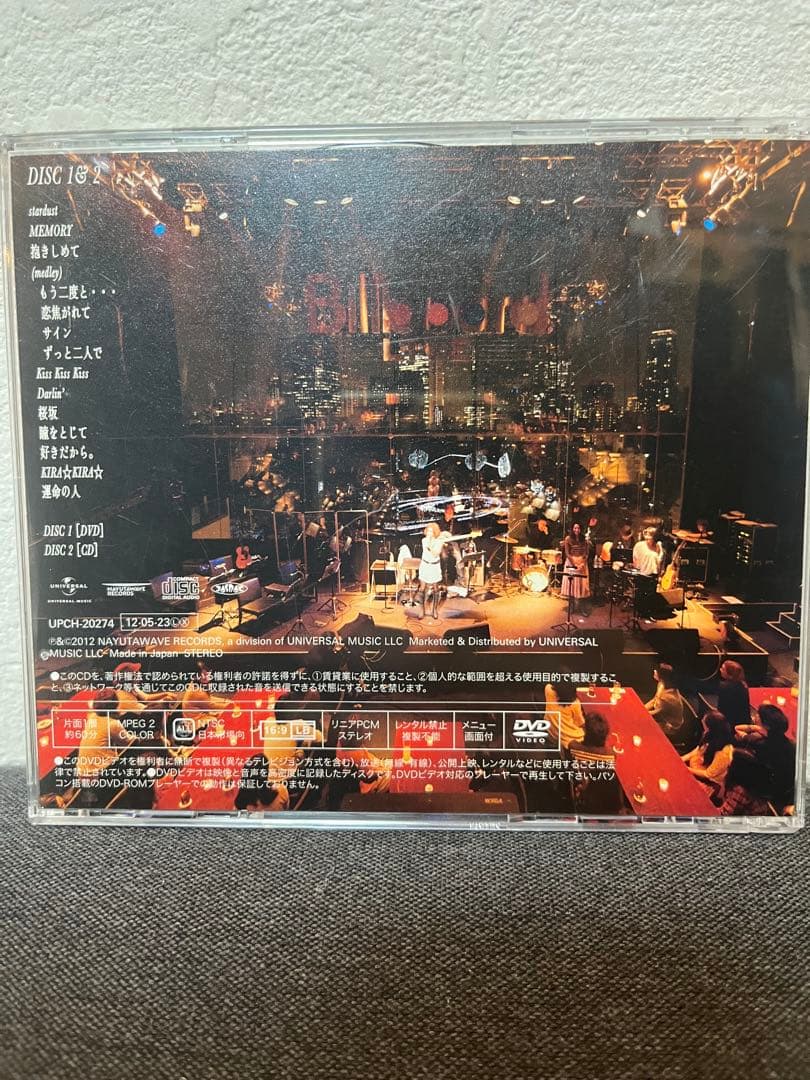 DISC 1 & 2
stardust
MEMORY
抱きしめて
(medley)
もう二度と・・・
恋焦がれて
サイン
ずっと二人で
Kiss Kiss Kiss
Darlin'
桜坂
瞳をとじて
好きだから。
KIRA☆KIRA☆
運命の人
DISC 1 [DVD]
DISC 2 [CD]
Billboard
UNIVERSAL
UNIVERSAL MUSIC
NAYUTAWAVE RECORDS
COMPACT disc DIGITAL AUDIO
UPCH-20274 12-05-23ⓁⓍ
℗&©2012 NAYUTAWAVE RECORDS, a division of UNIVERSAL MUSIC LLC Marketed & Distributed by UNIVERSAL
MUSIC LLC Made in Japan STEREO
●このCDを、著作権法で認められている権利者の許諾を得ずに、①賃貸業に使用すること、②個人的な範囲を超える使用目的で複製するこ
と、③ネットワーク等を通じてこのCDに収録された音を送信できる状態にすることを禁じます。
片面1層 約60分 MPEG 2 COLOR ALL NTSC 日本市場向 16:9 LB リニアPCM ステレオ レンタル禁止 複製不能 メニュー 画面付 DVD VIDEO
●このDVDビデオを権利者に無断で複製(異なるテレビジョン方式を含む)、放送(無線・有線)、公開上映、レンタルなどに使用することは法
律で禁止されています。●DVDビデオは映像と音声を高密度に記録したディスクです。DVDビデオ対応のプレーヤーで再生して下さい。パソ
コン搭載のDVD-ROMプレーヤーでの動作は保証しておりません。